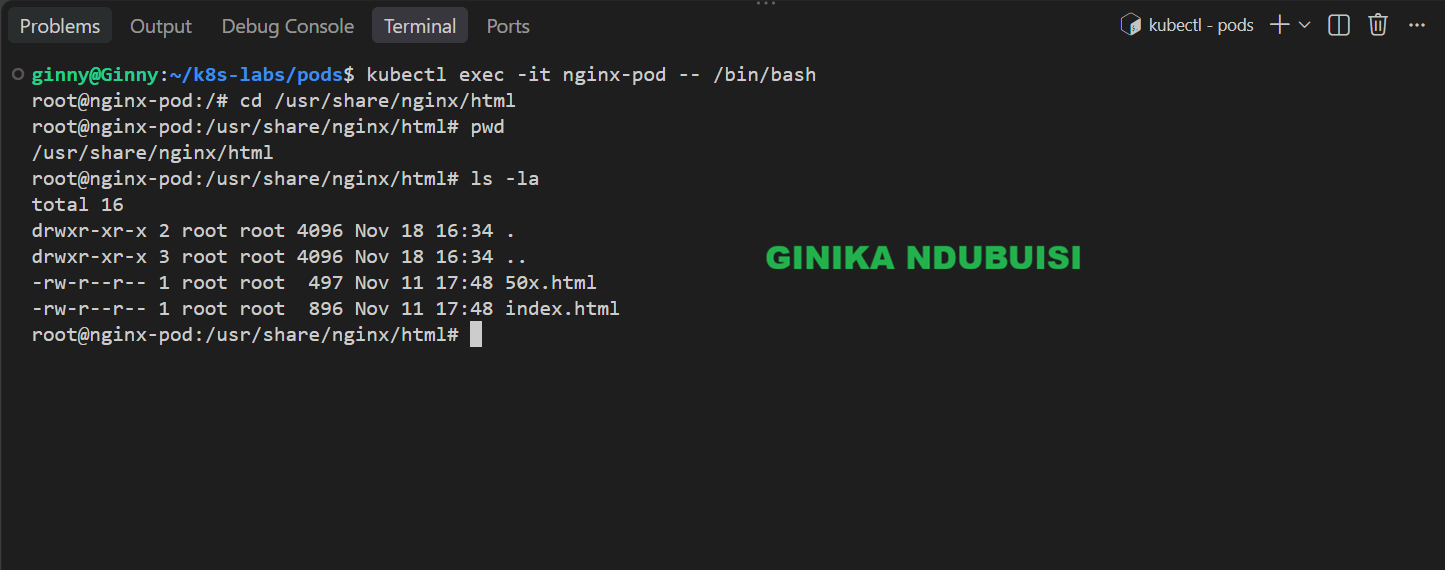 Problems Output Debug Console Terminal Ports kubectl - pods
ginny@Ginny:~/k8s-labs/pods$ kubectl exec -it nginx-pod -- /bin/bash
root@nginx-pod:/# cd /usr/share/nginx/html
root@nginx-pod:/usr/share/nginx/html# pwd
/usr/share/nginx/html
root@nginx-pod:/usr/share/nginx/html# ls -la
total 16
drwxr-xr-x 2 root root 4096 Nov 18 16:34 .
drwxr-xr-x 3 root root 4096 Nov 18 16:34 ..
GINIKA NDUBUISI
-rw-r--r-- 1 root root  497 Nov 11 17:48 50x.html
-rw-r--r-- 1 root root  896 Nov 11 17:48 index.html
root@nginx-pod:/usr/share/nginx/html#